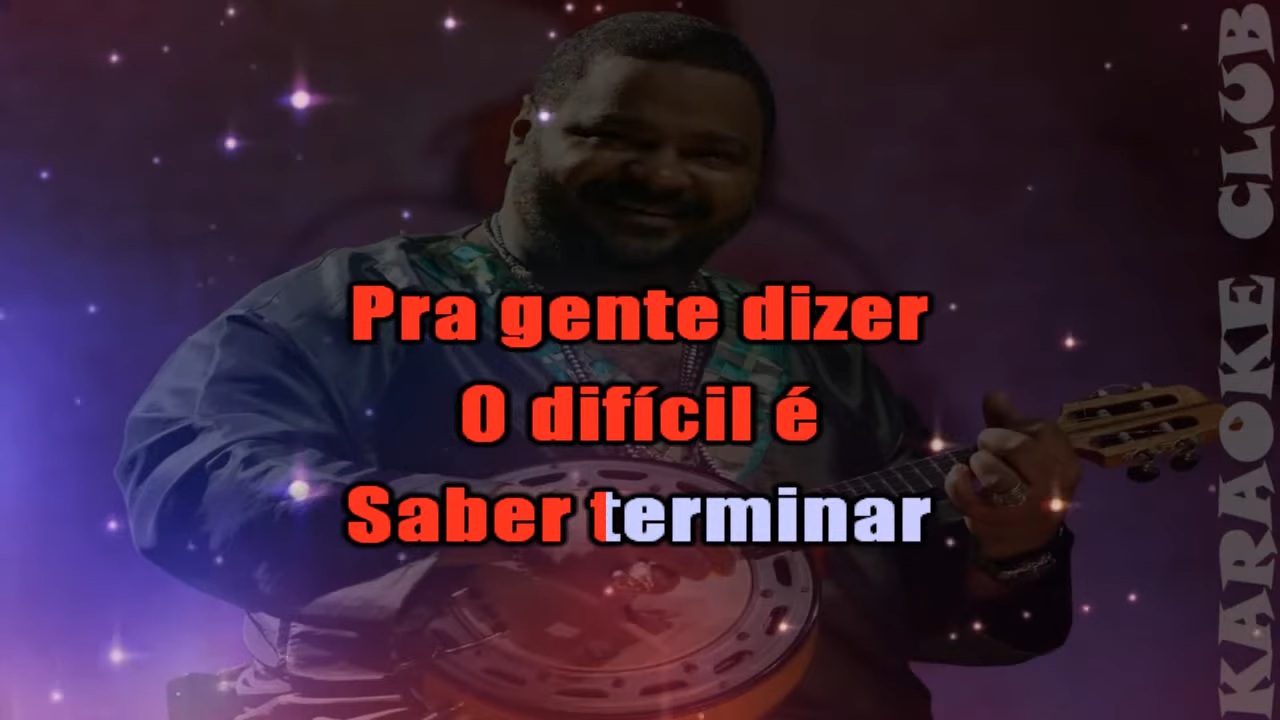 Pra gente dizer
O difícil é
Saber terminar
KARAOKE CLUB